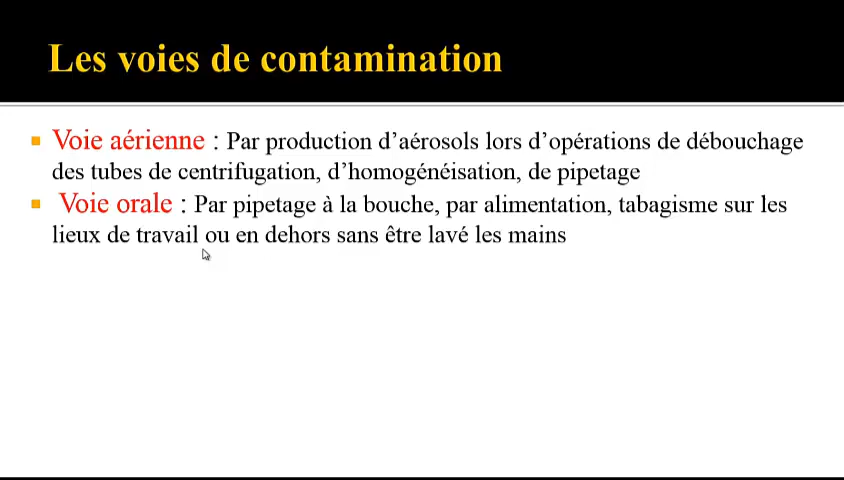 Les voies de contamination
Voie aérienne : Par production d’aérosols lors d’opérations de débouchage
des tubes de centrifugation, d’homogénéisation, de pipetage
Voie orale : Par pipetage à la bouche, par alimentation, tabagisme sur les
lieux de travail ou en dehors sans être lavé les mains